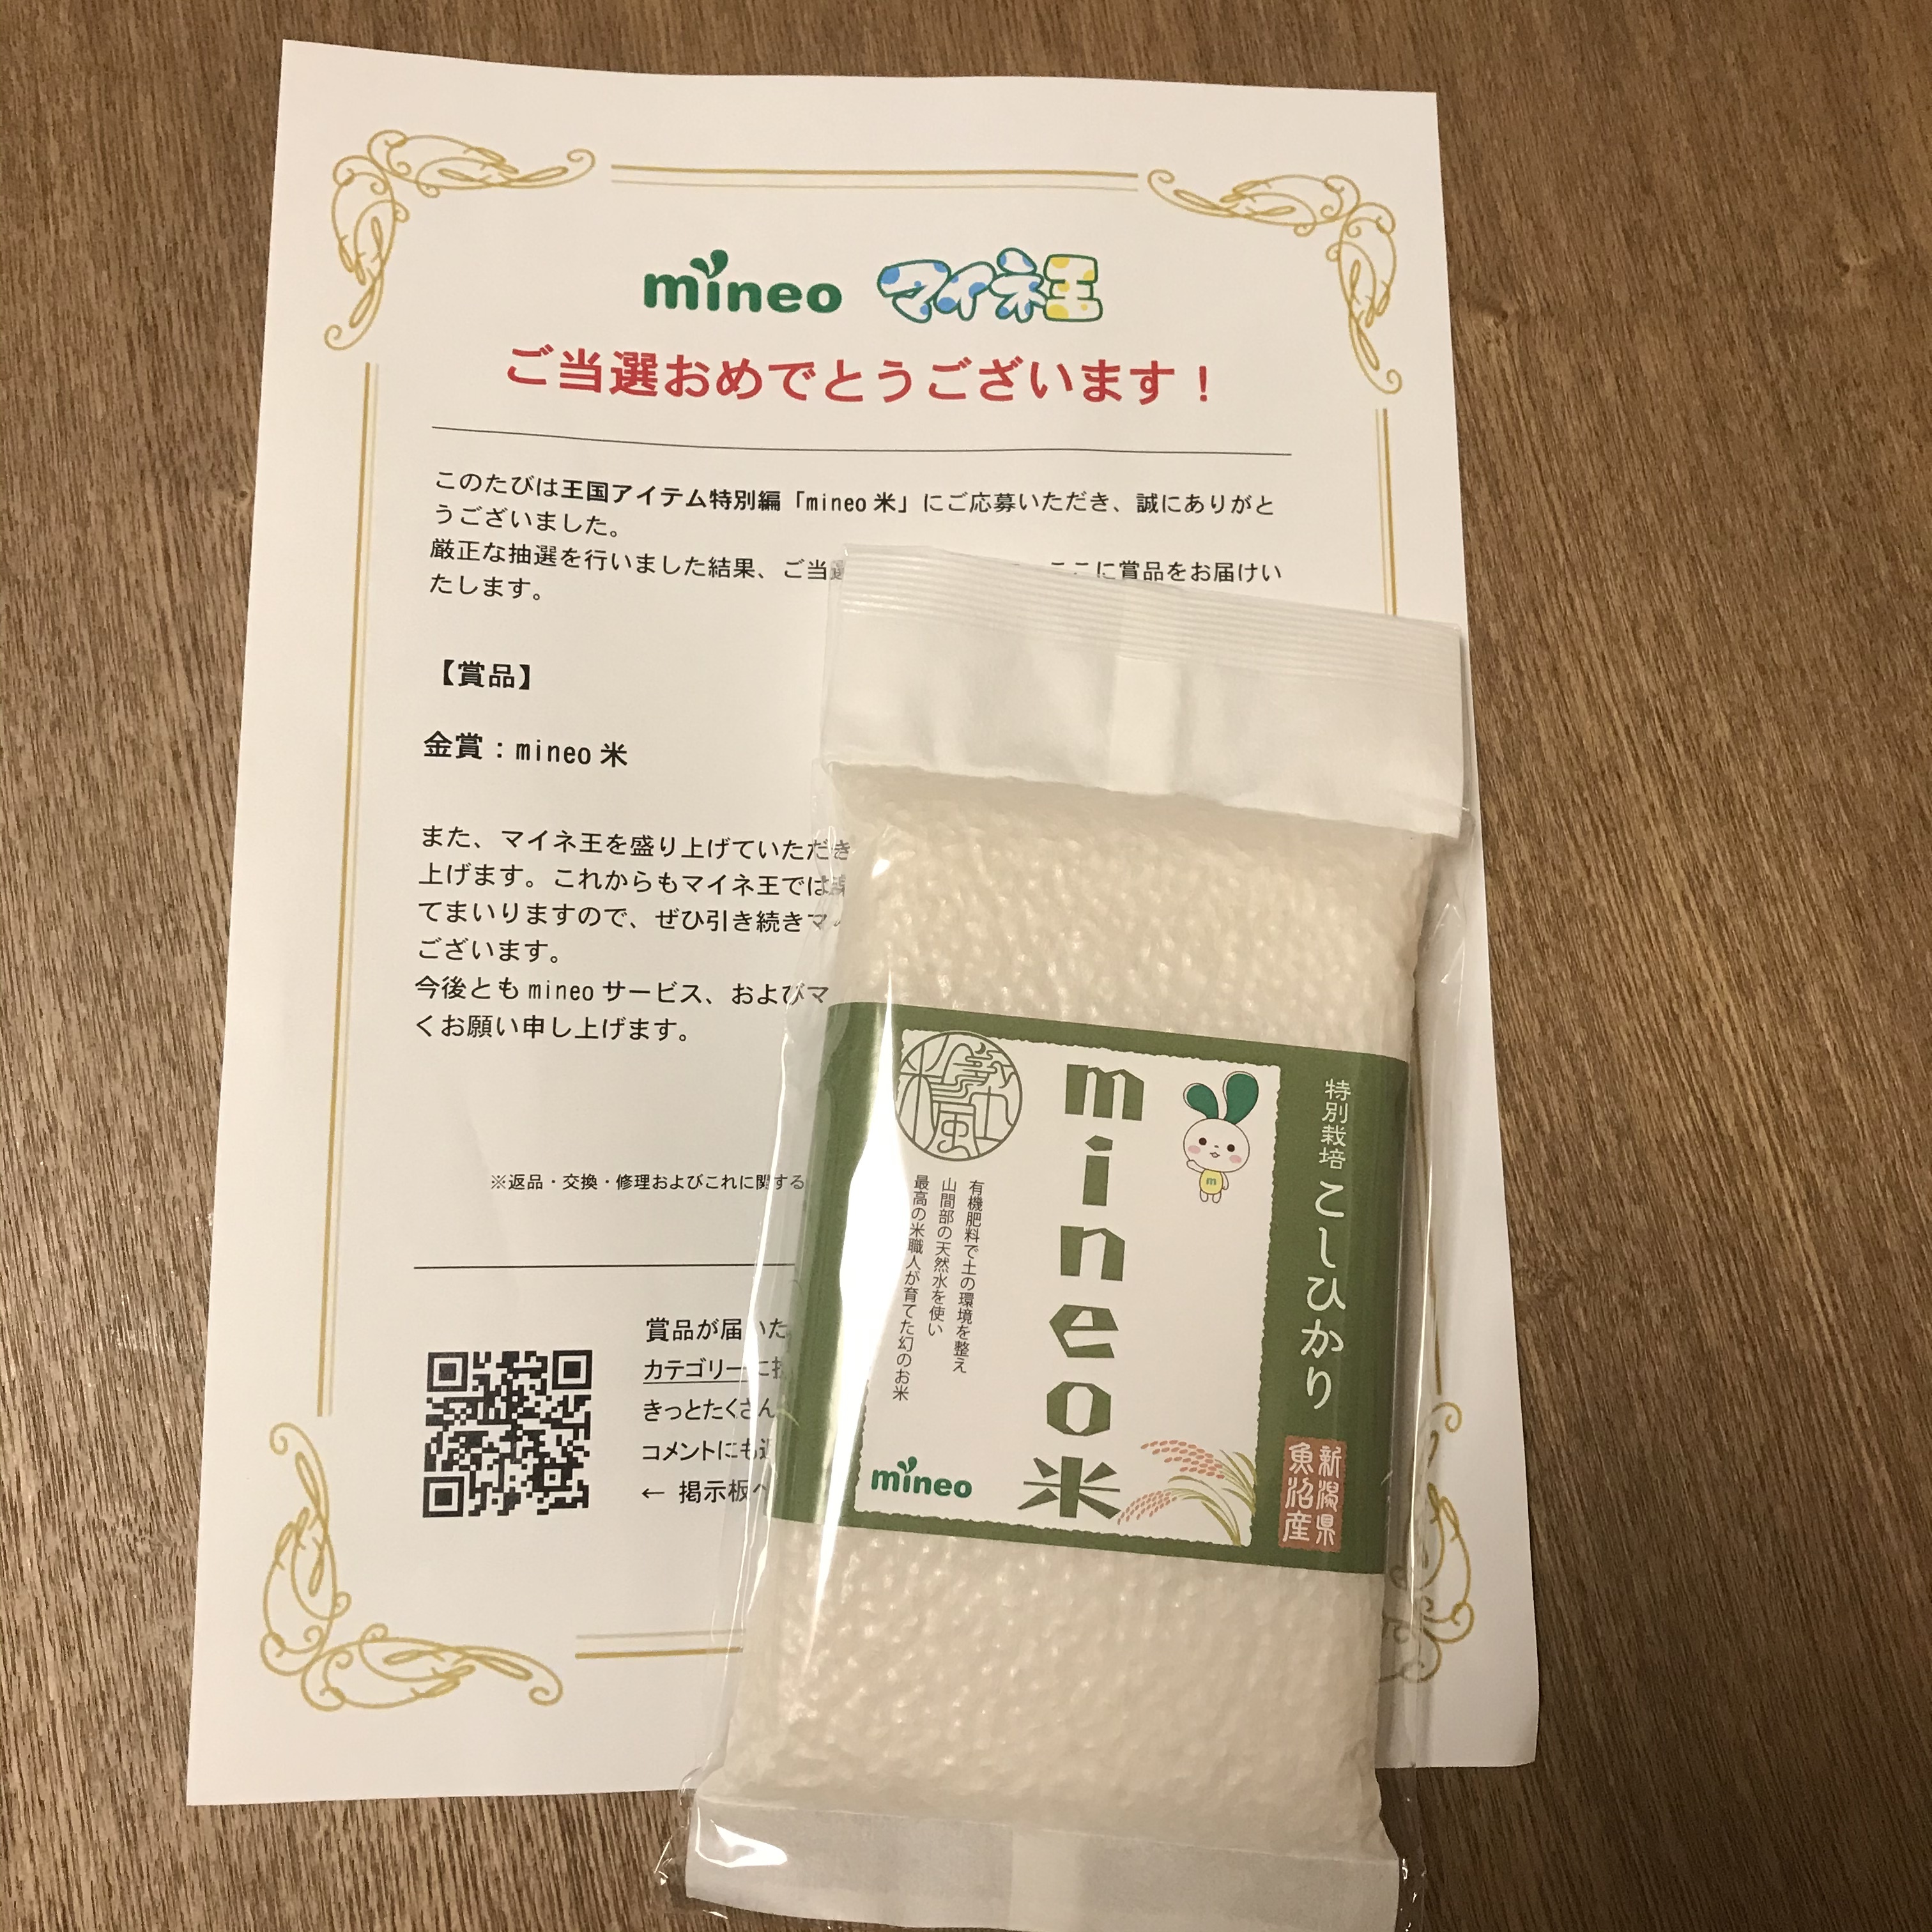 mineo マイネ王
ご当選おめでとうございます！
このたびは王国アイテム特別編「mineo 米」にご応募いただき、誠にありがと
うございました。
厳正な抽選を行いました結果、ご当選 ここに賞品をお届けい
たします。
【賞品】
金賞：mineo 米
また、マイネ王を盛り上げていただき
上げます。これからもマイネ王では
てまいりますので、ぜひ引き続きマ
ございます。
今後とも mineo サービス、およびマ
くお願い申し上げます。
※返品・交換・修理およびこれに関する
賞品が届いた
カテゴリーに
きっとたくさん
コメントにも
← 掲示板へ
特別栽培 こしひかり
新潟県
魚沼産
mineo米
m
有機肥料で土の環境を整え
山間部の天然水を使い
最高の米職人が育てた幻のお米
mineo